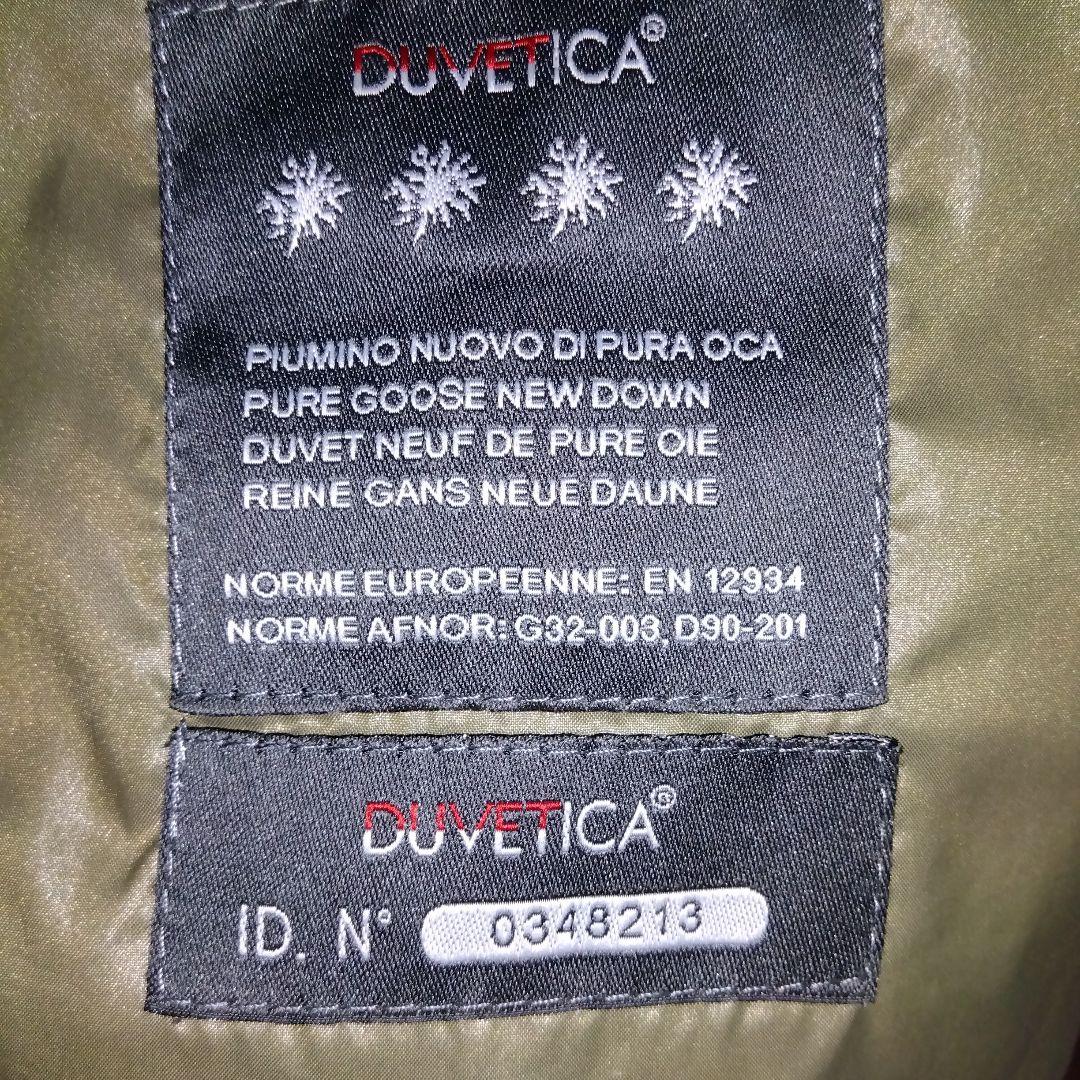 DUVETICA®
PIUMINO NUOVO DI PURA OCA
PURE GOOSE NEW DOWN
DUVET NEUF DE PURE OIE
REINE GANS NEUE DAUNE
NORME EUROPEENNE: EN 12934
NORME AFNOR: G32-003, D90-201
DUVETICA®
ID. N° 0348213